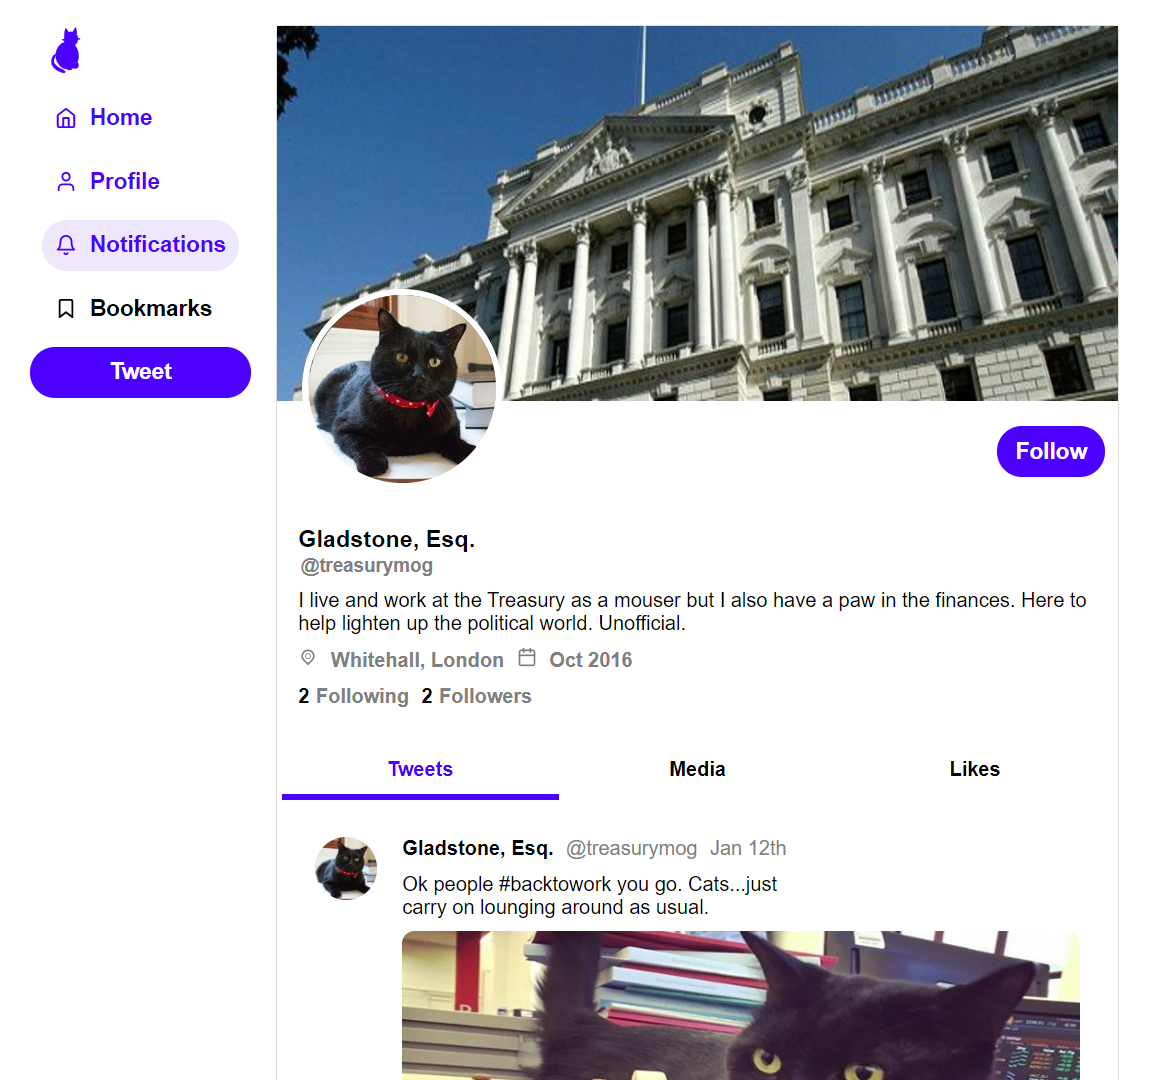 Home
Profile
Notifications
Bookmarks
Tweet
Follow
Gladstone, Esq.
@treasurymog
I live and work at the Treasury as a mouser but I also have a paw in the finances. Here to
help lighten up the political world. Unofficial.
Whitehall, London Oct 2016
2 Following 2 Followers
Tweets Media Likes
Gladstone, Esq. @treasurymog Jan 12th
Ok people #backtowork you go. Cats...just
carry on lounging around as usual.